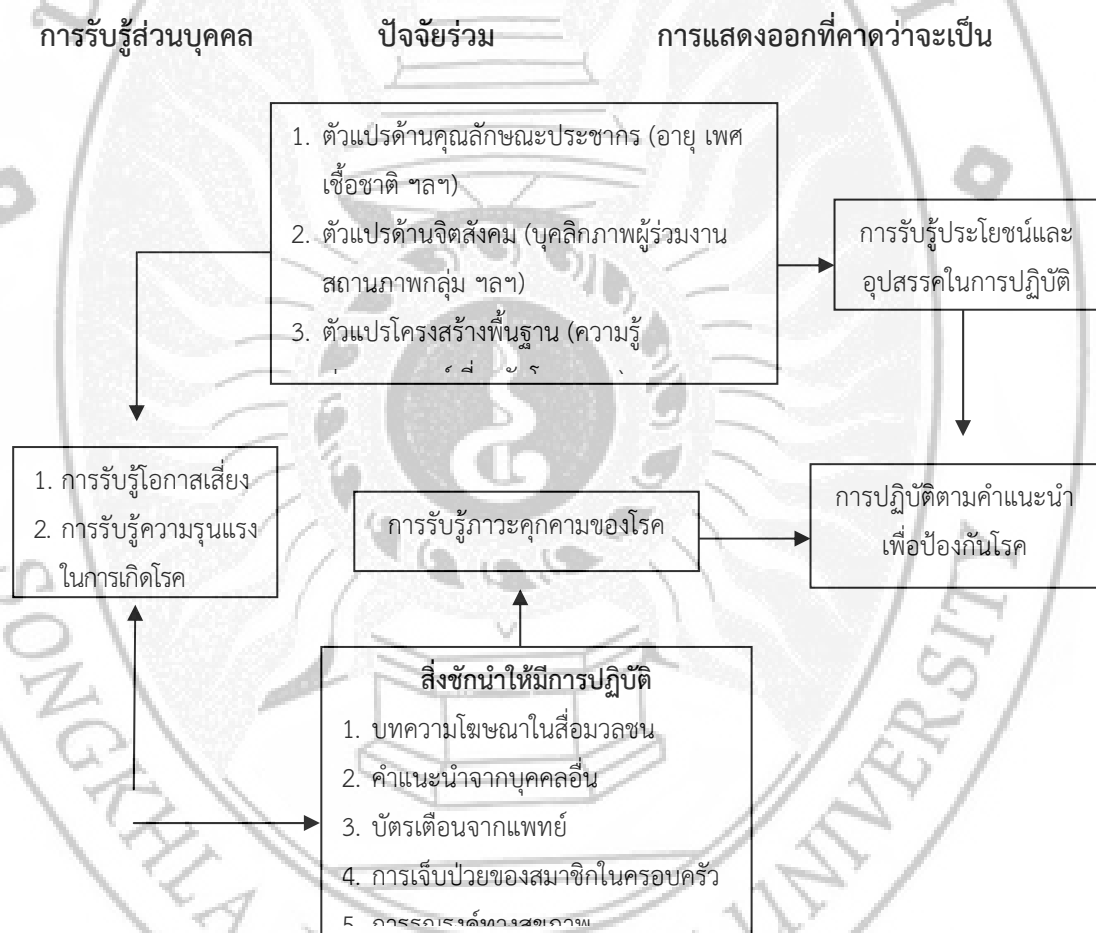 การรับรู้ส่วนบุคคล
ปัจจัยร่วม
การแสดงออกที่คาดว่าจะเป็น
1. ตัวแปรด้านคุณลักษณะประชากร (อายุ เพศ
เชื้อชาติ ฯลฯ)
2. ตัวแปรด้านจิตสังคม (บุคลิกภาพผู้ร่วมงาน
สถานภาพกลุ่ม ฯลฯ)
3. ตัวแปรโครงสร้างพื้นฐาน (ความรู้
การรับรู้ประโยชน์และ
อุปสรรคในการปฏิบัติ
1. การรับรู้โอกาสเสี่ยง
2. การรับรู้ความรุนแรง
ในการเกิดโรค
การรับรู้ภาวะคุกคามของโรค
การปฏิบัติตามคำแนะนำ
เพื่อป้องกันโรค
สิ่งชักนำให้มีการปฏิบัติ
1. บทความโฆษณาในสื่อมวลชน
2. คำแนะนำจากบุคคลอื่น
3. บัตรเตือนจากแพทย์
4. การเจ็บป่วยของสมาชิกในครอบครัว
5. การรณรงค์ทางสุขภาพ
SONGKHLA
UNIVERSITY